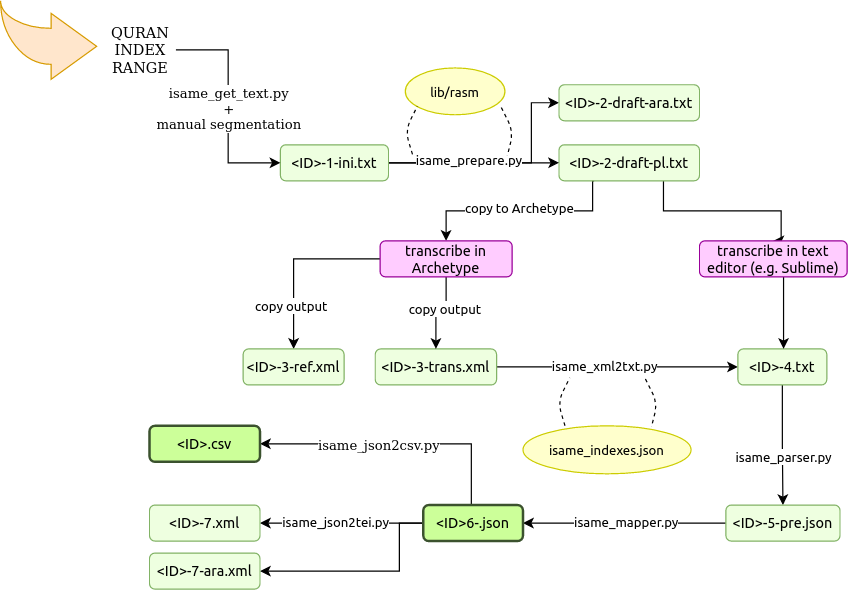 QURAN
INDEX
RANGE
isame_get_text.py
+
manual segmentation
lib/rasm
<ID>-2-draft-ara.txt
<ID>-1-ini.txt
isame_prepare.py
<ID>-2-draft-pl.txt
copy to Archetype
transcribe in
Archetype
transcribe in text
editor (e.g. Sublime)
copy output
copy output
<ID>-3-ref.xml
<ID>-3-trans.xml
isame_xml2txt.py
<ID>-4.txt
<ID>.csv
isame_json2csv.py
isame_indexes.json
isame_parser.py
<ID>-7.xml
isame_json2tei.py
<ID>6-.json
isame_mapper.py
<ID>-5-pre.json
<ID>-7-ara.xml